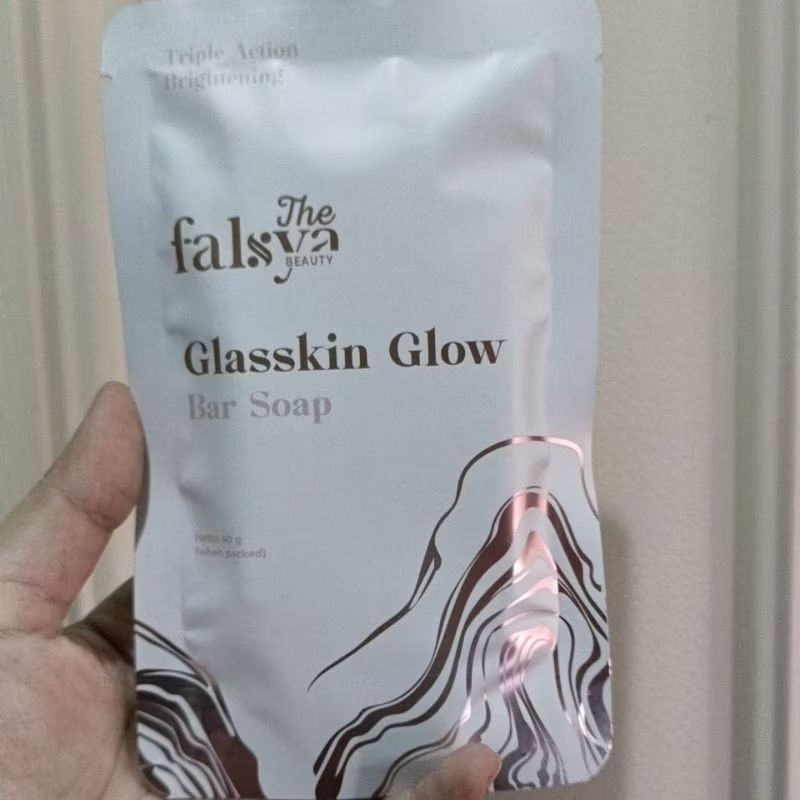 Triple Action
Brightening
The
falsya
BEAUTY
Glasskin Glow
Bar Soap
Netto 40 g
(when packed)